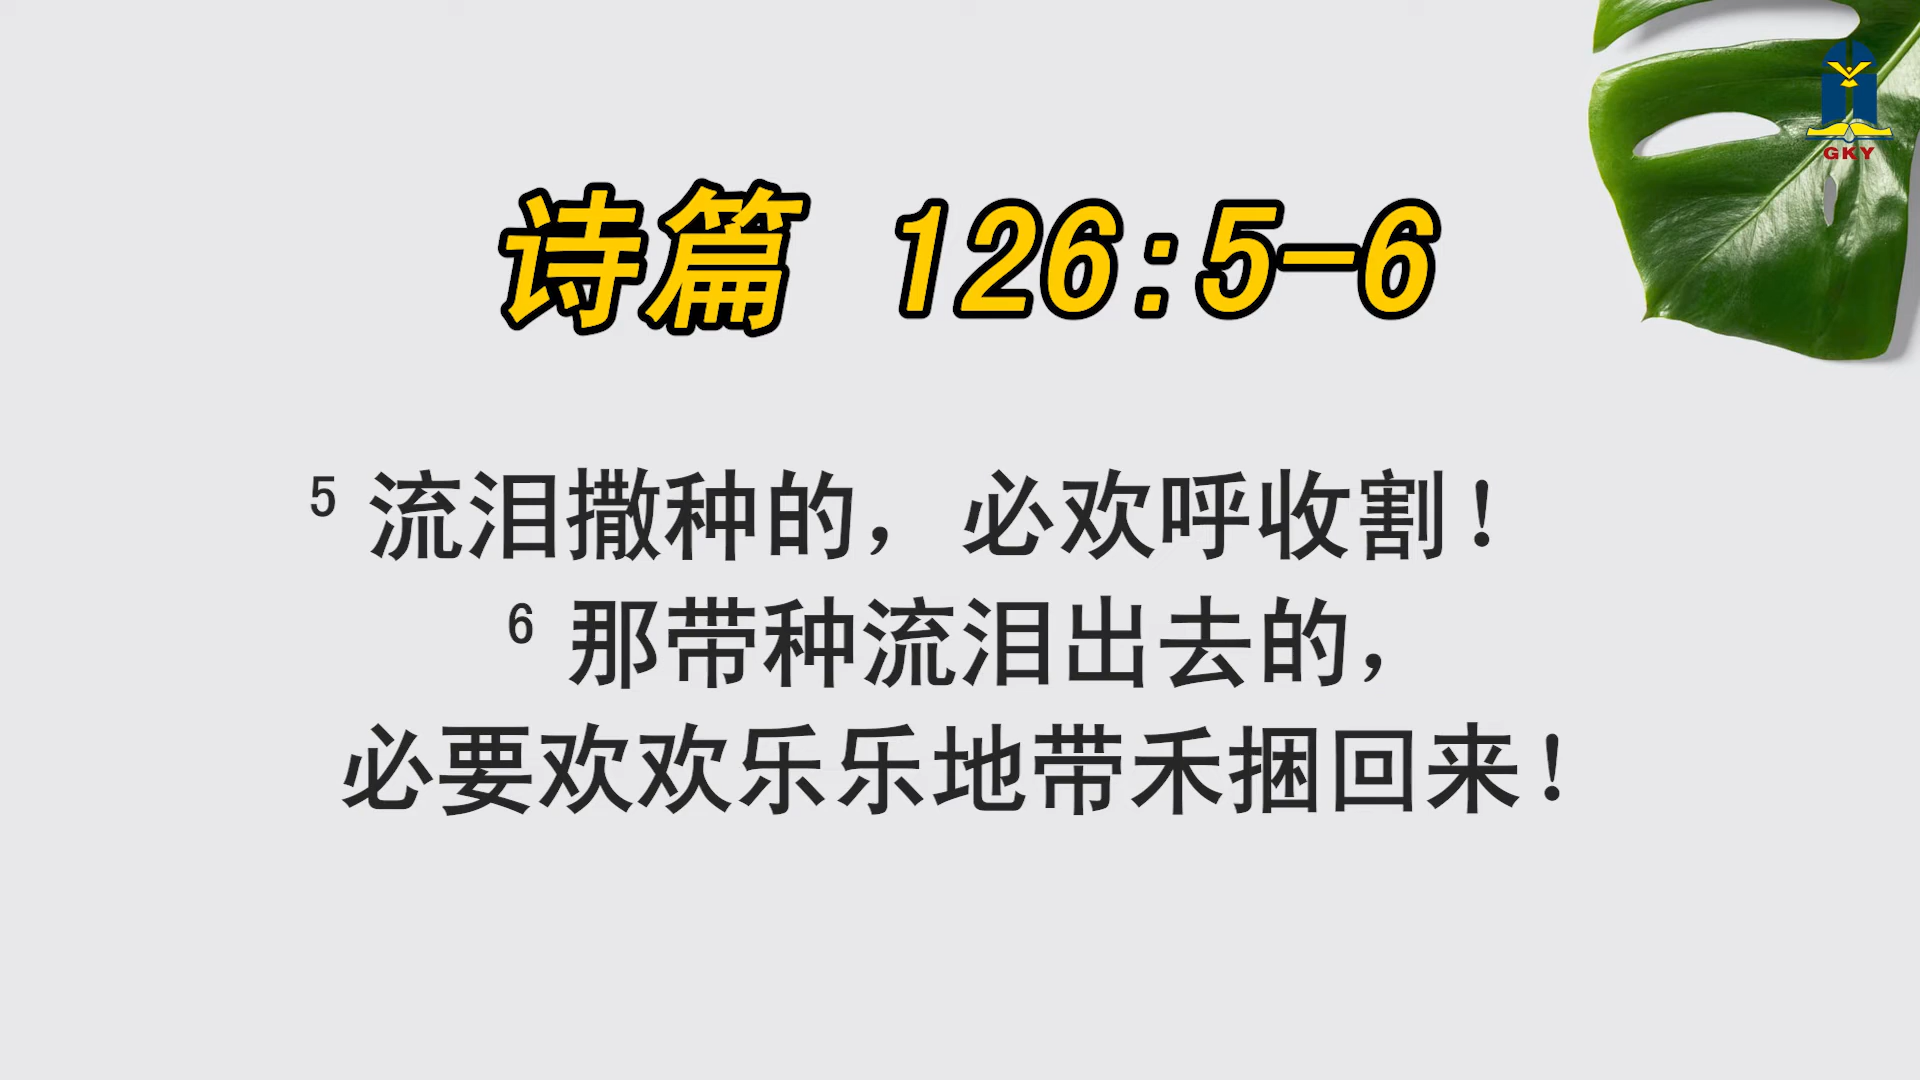 GKY
诗篇 126:5-6
5 流泪撒种的，必欢呼收割！
6 那带种流泪出去的，
必要欢欢乐乐地带禾捆回来！